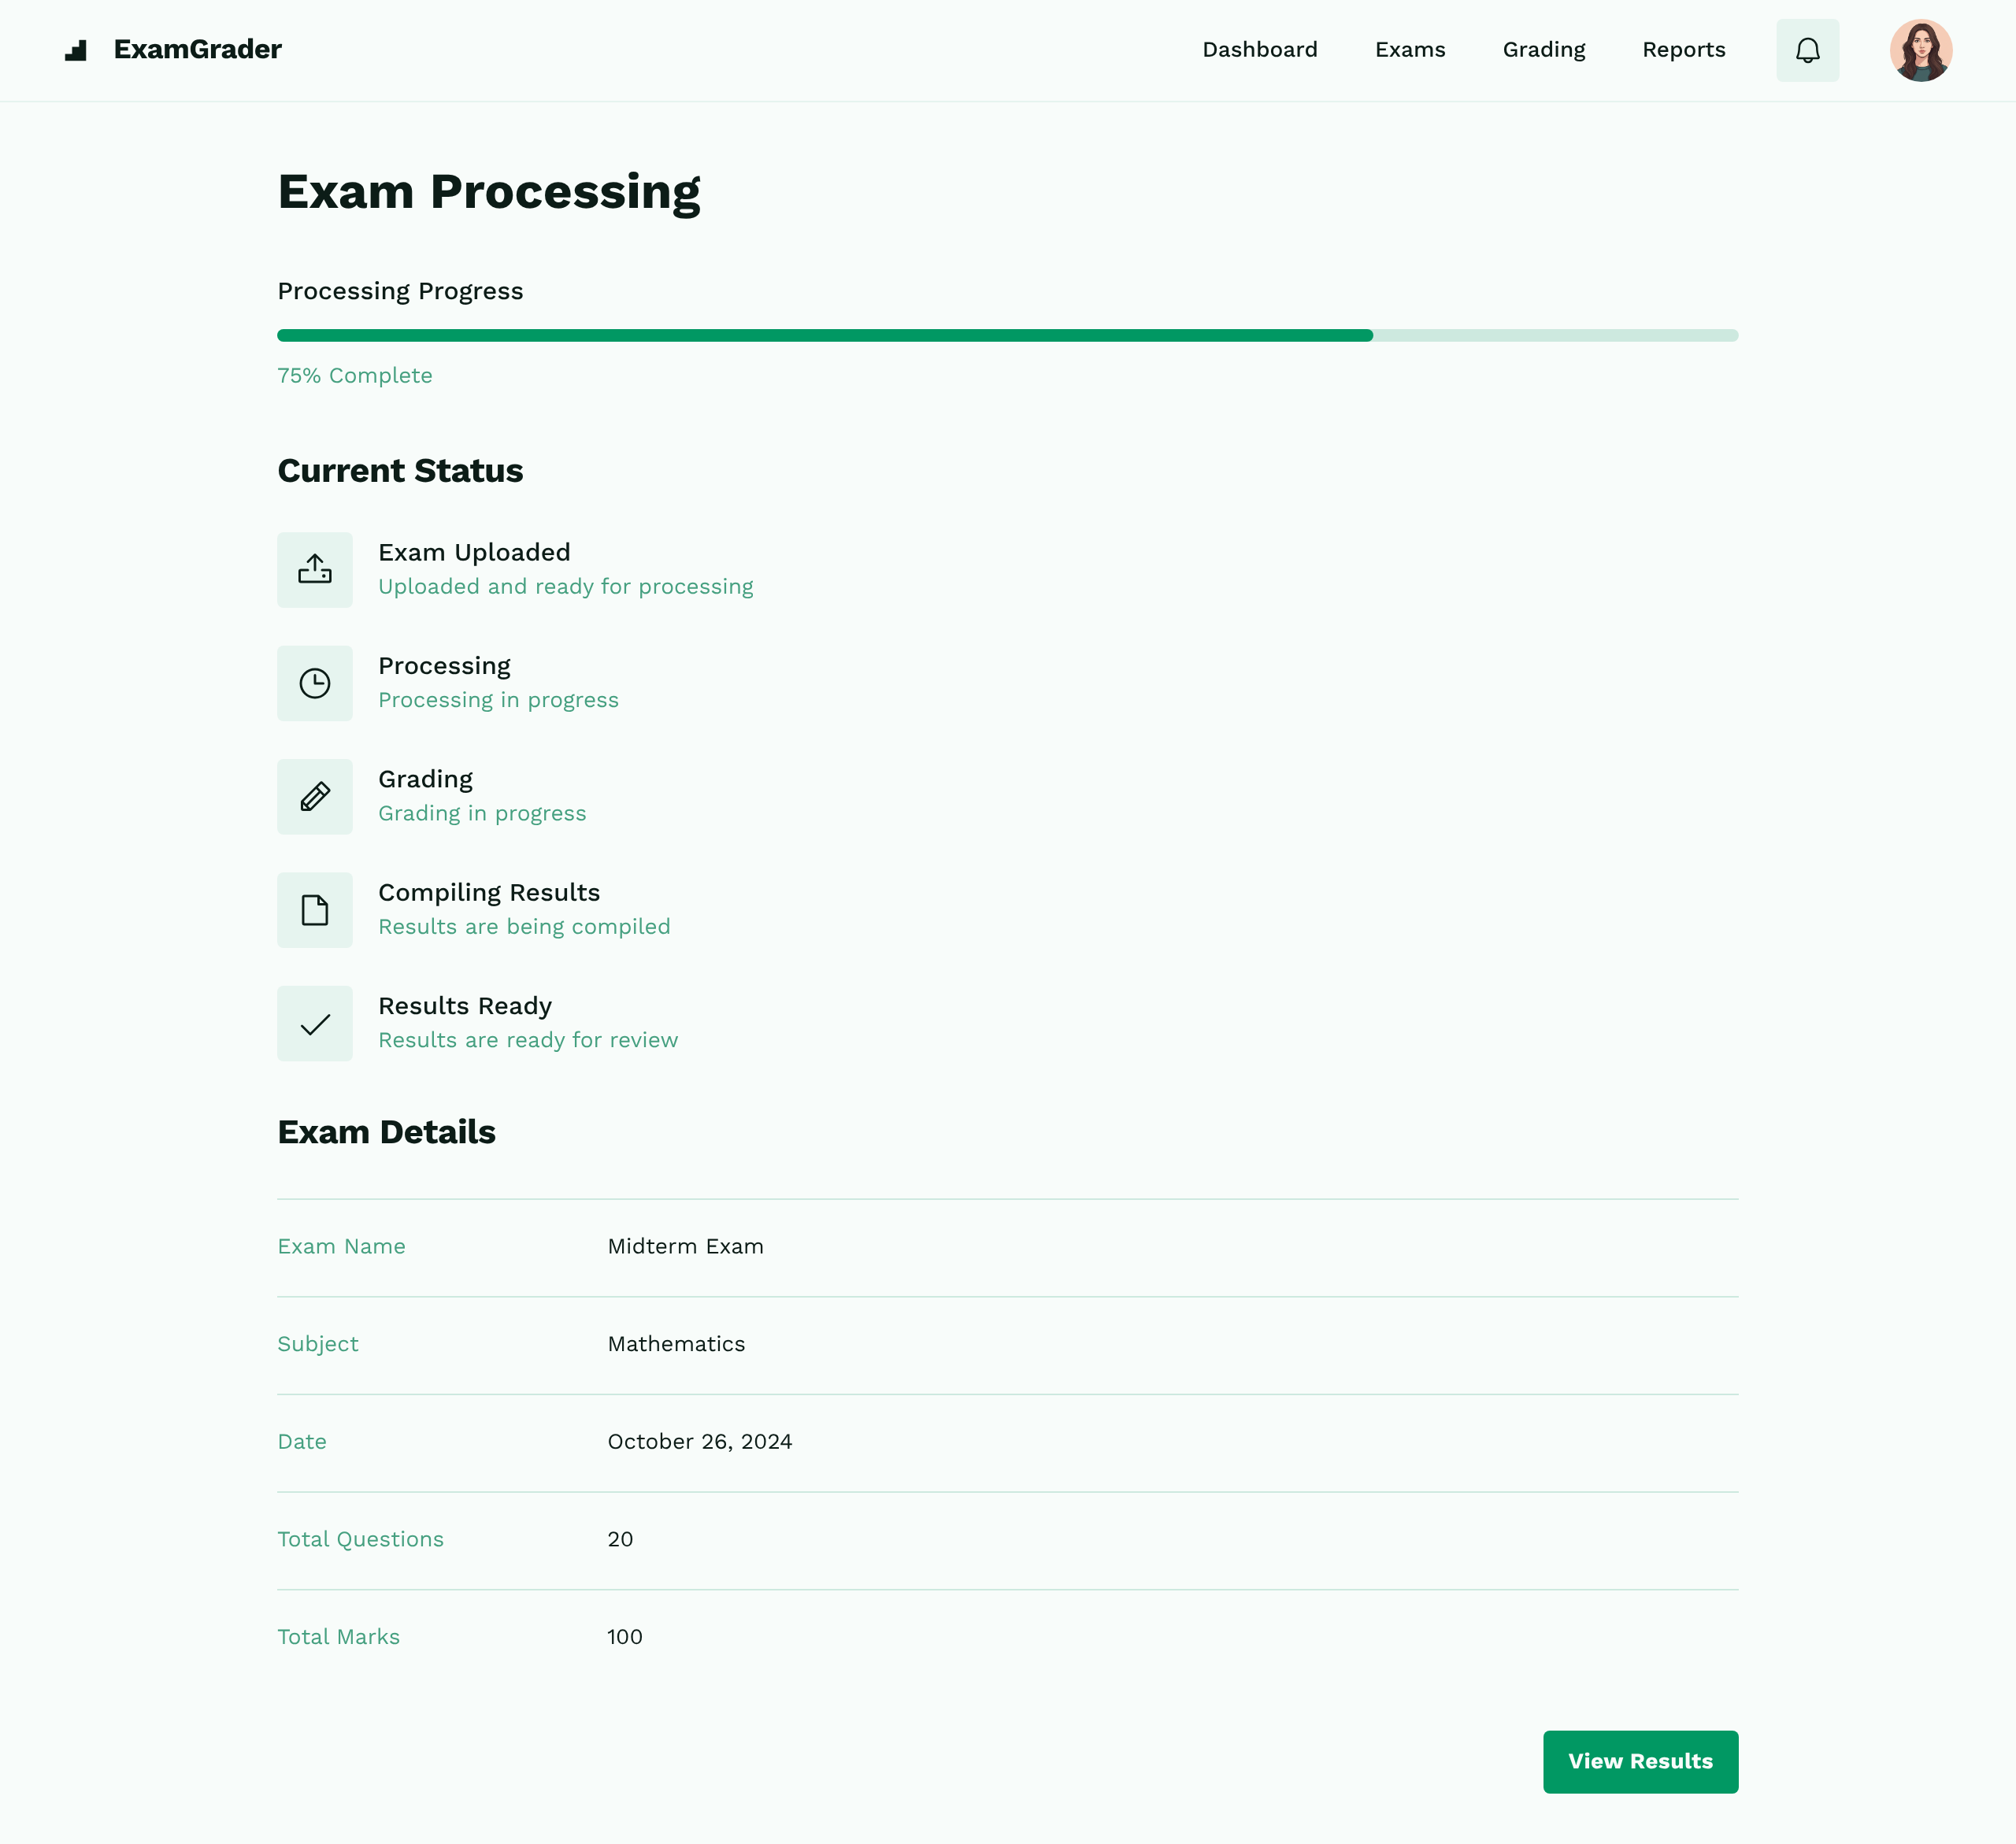 ExamGrader
Dashboard Exams Grading Reports
Exam Processing
Processing Progress
75% Complete
Current Status
Exam Uploaded
Uploaded and ready for processing
Processing
Processing in progress
Grading
Grading in progress
Compiling Results
Results are being compiled
Results Ready
Results are ready for review
Exam Details
Exam Name Midterm Exam
Subject Mathematics
Date October 26, 2024
Total Questions 20
Total Marks 100
View Results